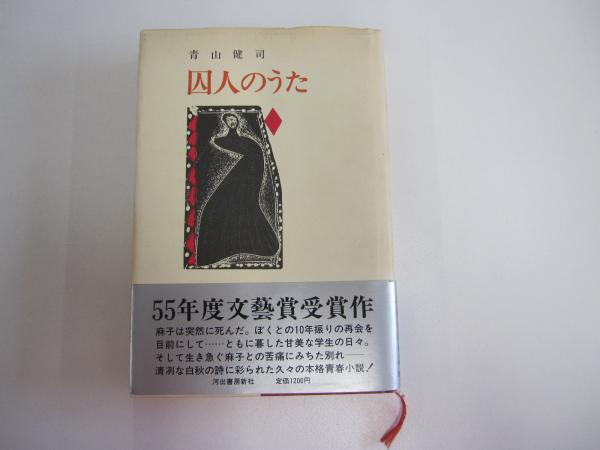 青山健司
囚人のうた
55年度文藝賞受賞作
麻子は突然に死んだ。ぼくとの10年振りの再会を
目前にして……ともに暮した甘美な学生の日々。
そして生き急ぐ麻子との苦痛にみちた別れ――
清冽な白秋の詩に彩られた久々の本格青春小説！
河出書房新社 定価1200円